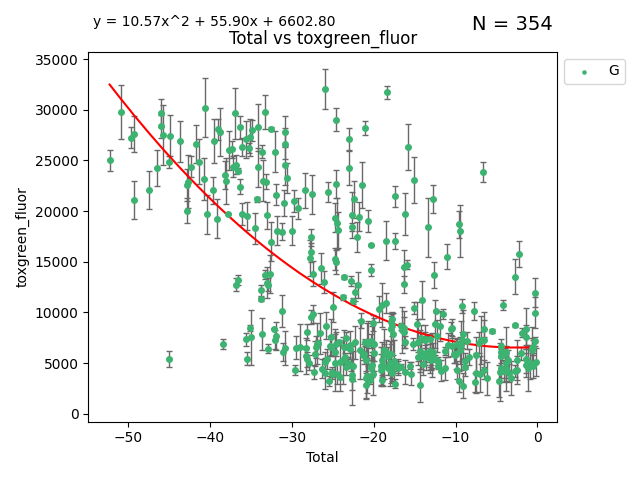 y = 10.57x^2 + 55.90x + 6602.80
N = 354
Total vs toxgreen_fluor
G
35000
30000
25000
20000
15000
10000
5000
0
toxgreen_fluor
−50
−40
−30
−20
−10
0
Total